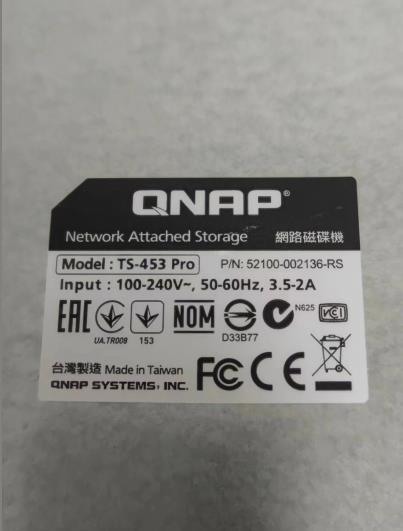 QNAP®
Network Attached Storage 網路磁碟機
Model : TS-453 Pro P/N: 52100-002136-RS
Input : 100-240V~, 50-60Hz, 3.5-2A
EAC NOM N625 VCI
UA.TR008 153 D33B77
台灣製造 Made in Taiwan
QNAP SYSTEMS, INC. FC CE